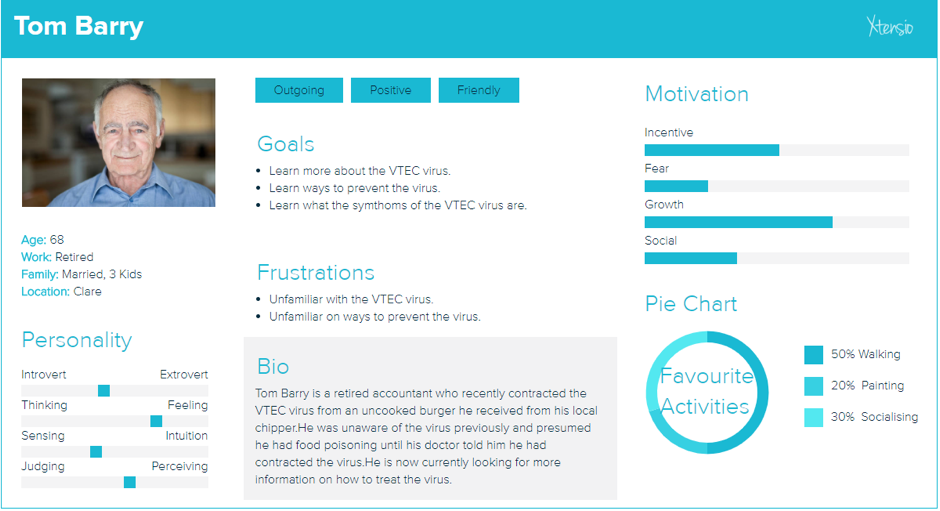 Tom Barry
Xtensio
Age: 68
Work: Retired
Family: Married, 3 Kids
Location: Clare
Personality
Introvert Extrovert
Thinking Feeling
Sensing Intuition
Judging Perceiving
Outgoing Positive Friendly
Goals
• Learn more about the VTEC virus.
• Learn ways to prevent the virus.
• Learn what the symthoms of the VTEC virus are.
Frustrations
• Unfamiliar with the VTEC virus.
• Unfamiliar on ways to prevent the virus.
Bio
Tom Barry is a retired accountant who recently contracted the
VTEC virus from an uncooked burger he received from his local
chipper.He was unaware of the virus previously and presumed
he had food poisoning until his doctor told him he had
contracted the virus.He is now currently looking for more
information on how to treat the virus.
Motivation
Incentive
Fear
Growth
Social
Pie Chart
Favourite
Activities
50% Walking
20% Painting
30% Socialising